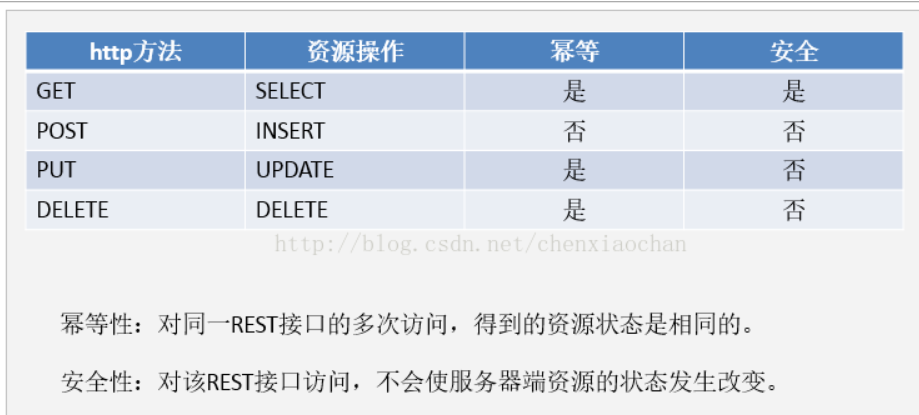 http方法 资源操作 幂等 安全
GET SELECT 是 是
POST INSERT 否 否
PUT UPDATE 是 否
DELETE DELETE 是 否
http://blog.csdn.net/chenxiaochan
幂等性：对同一REST接口的多次访问，得到的资源状态是相同的。
安全性：对该REST接口访问，不会使服务器端资源的状态发生改变。